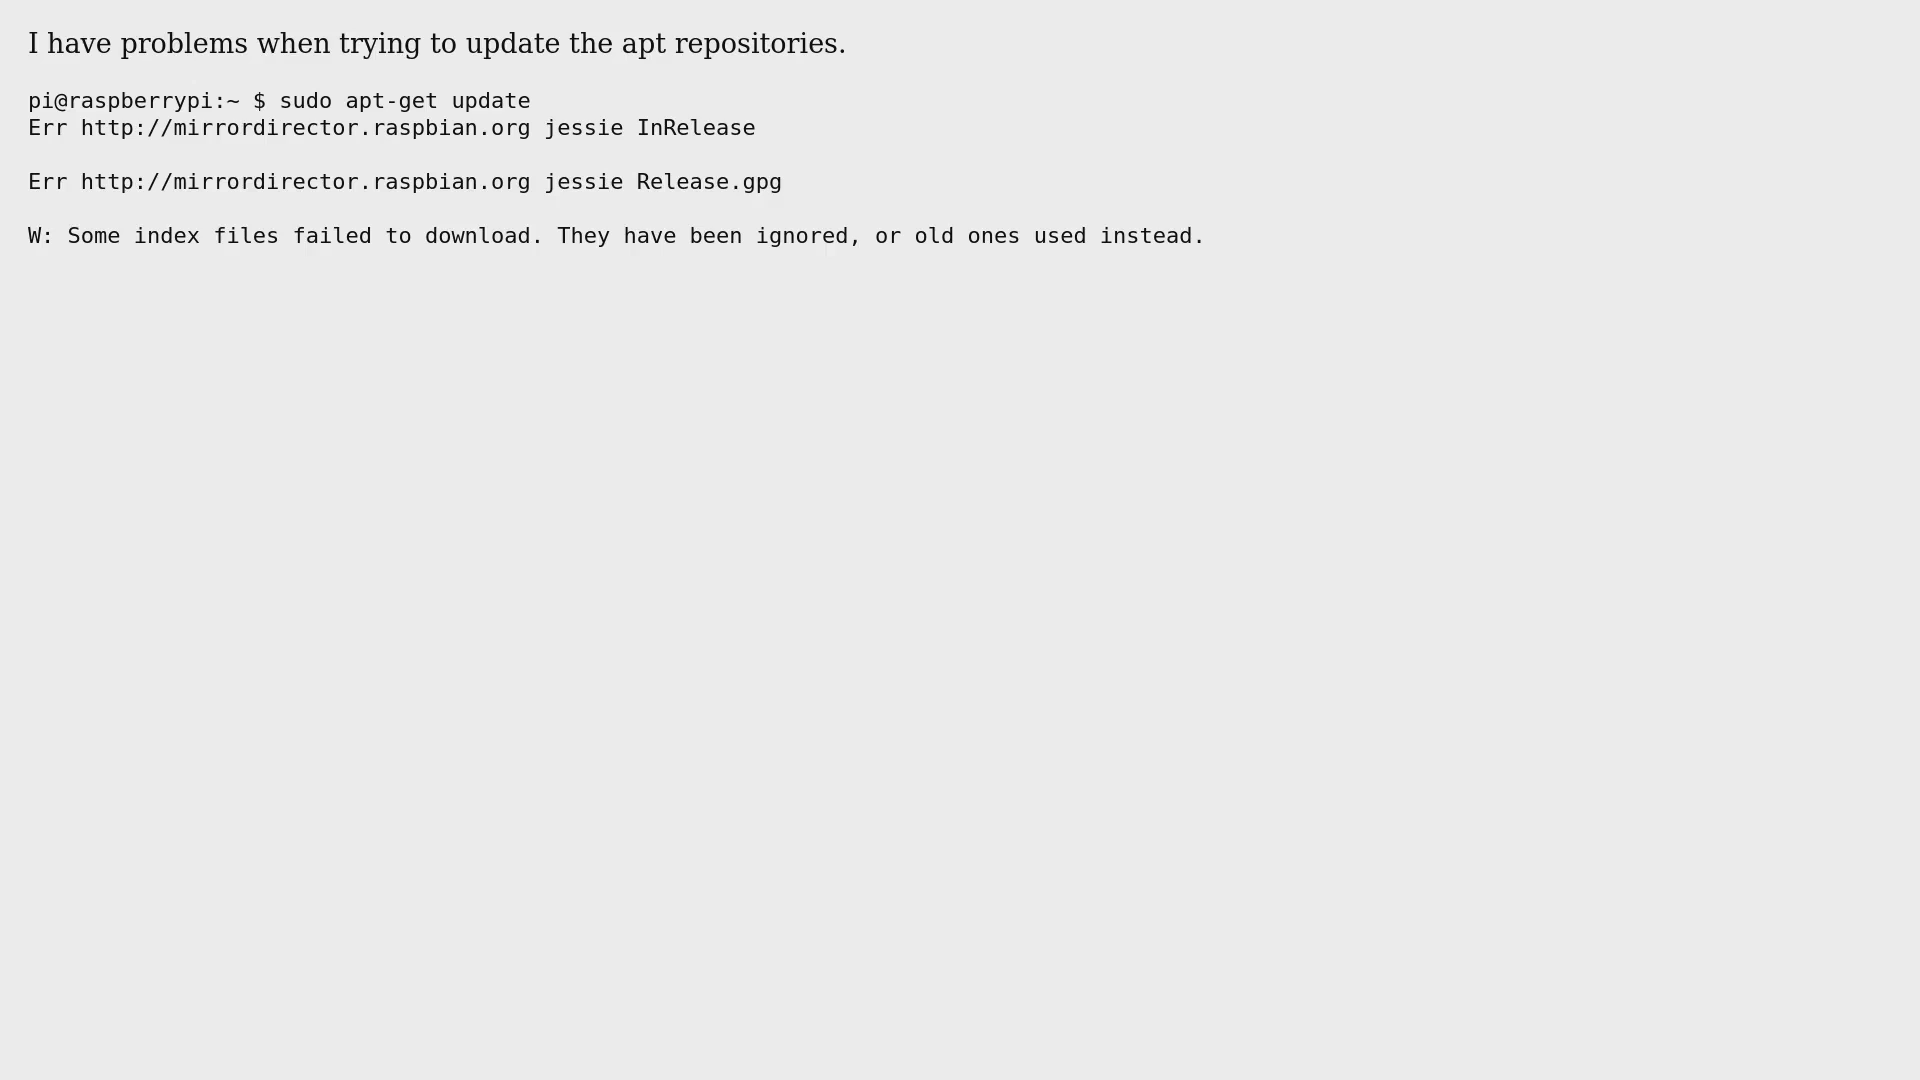 I have problems when trying to update the apt repositories.
pi@raspberrypi:~ $ sudo apt-get update
Err http://mirrordirector.raspbian.org jessie InRelease
Err http://mirrordirector.raspbian.org jessie Release.gpg
W: Some index files failed to download. They have been ignored, or old ones used instead.